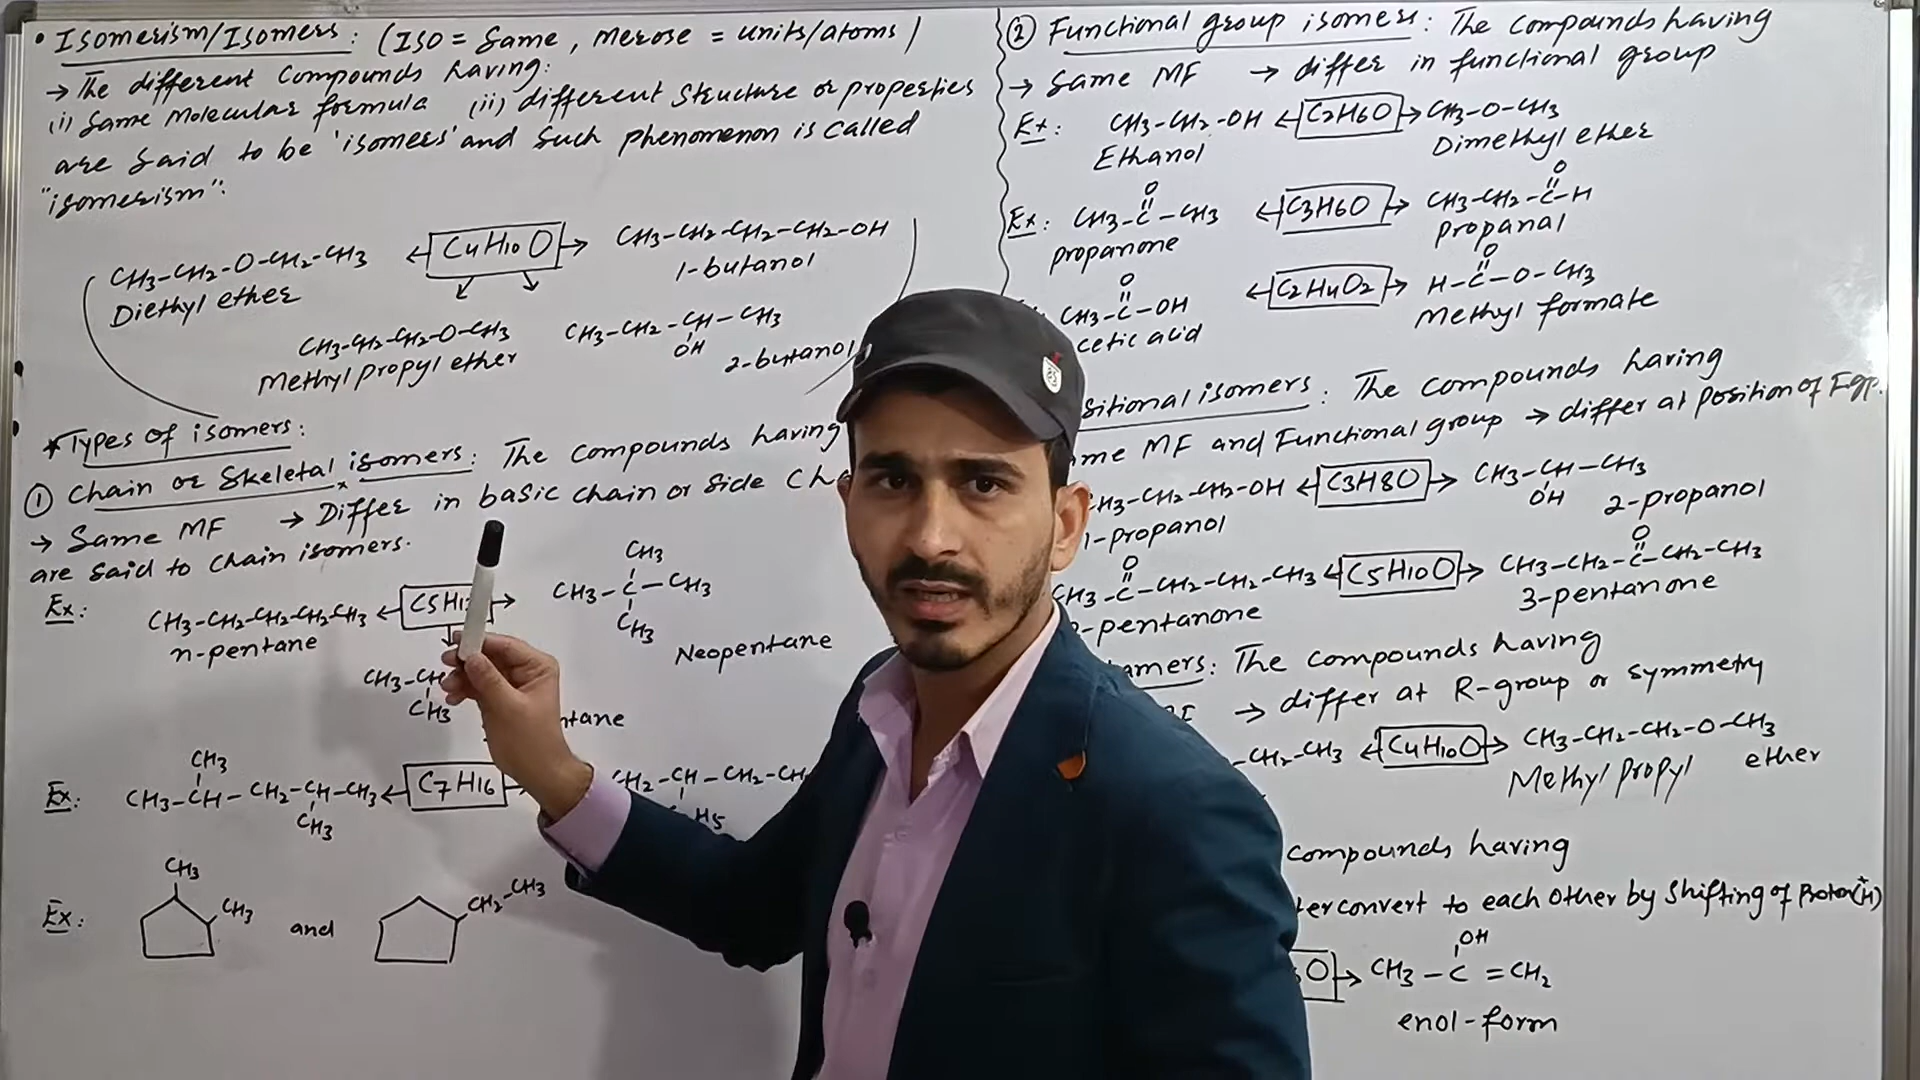 • Isomerism/Isomers: (ISO = Same, merose = units/atoms)
→ The different Compounds having:
(i) Same Molecular formula (ii) different Structure or properties
are said to be 'isomers' and Such phenomenon is called
"isomerism":
CH3-CH2-O-CH2-CH3 ← C4H10O → CH3-CH2-CH2-CH2-OH
Diethyl ether
1-butanol
CH3-CH2-CH2-O-CH3
Methyl propyl ether
CH3-CH2-CH-CH3
OH
2-butanol
* Types of isomers:
① Chain or Skeletal isomers: The Compounds having
→ Same MF → Differ in basic chain or Side Cha
are said to chain isomers.
Ex: CH3-CH2-CH2-CH2-CH3 ← C5H1 →
n-pentane
CH3
CH3-C-CH3
CH3
Neopentane
CH3-CH
CH3
ntane
Ex:
CH3
CH3-CH-CH2-CH-CH3 ← C7H16
CH3
CH2-CH-CH2-CH
H5
Ex:
CH3
CH3
and
CH2-CH3
② Functional group isomers: The Compounds having
→ Same MF → differ in functional group
Ex: CH3-CH2-OH ← C2H6O → CH3-O-CH3
Ethanol Dimethyl ether
O O
Ex: CH3-C-CH3 ← C3H6O → CH3-CH2-C-H
propanone propanal
O O
CH3-C-OH ← C2H4O2 → H-C-O-CH3
cetic acid Methyl formate
sitional isomers: The Compounds having
me MF and Functional group → differ at position of F.gp.
H3-CH2-CH2-OH ← C3H8O → CH3-CH-CH3
OH
1-propanol 2-propanol
O O
CH3-C-CH2-CH2-CH3 ← C5H10O → CH3-CH2-C-CH2-CH3
-pentanone 3-pentanone
amers: The Compounds having
→ differ at R-group or symmetry
-CH2-CH3 ← C4H10O → CH3-CH2-CH2-O-CH3
Methyl propyl ether
compounds having
terconvert to each other by Shifting of Proton(H+)
OH
O → CH3-C=CH2
enol-form